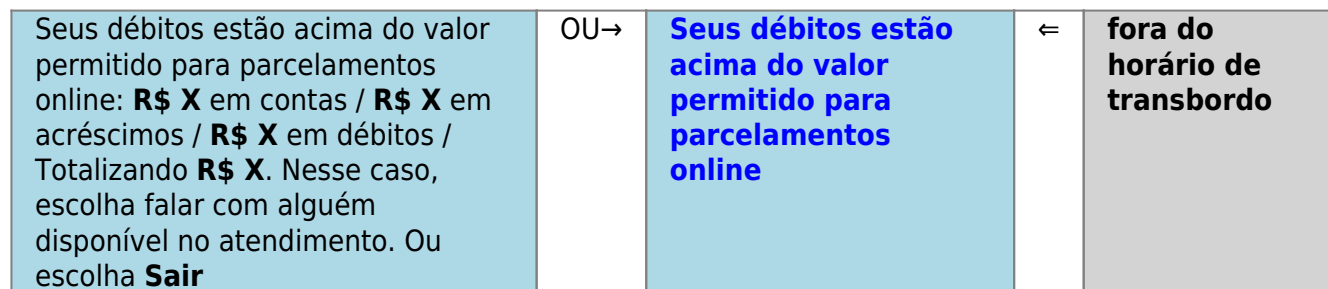 Seus débitos estão acima do valor
permitido para parcelamentos
online: R$ X em contas / R$ X em
acréscimos / R$ X em débitos /
Totalizando R$ X. Nesse caso,
escolha falar com alguém
disponível no atendimento. Ou
escolha Sair
OU→
Seus débitos estão
acima do valor
permitido para
parcelamentos
online
⇐
fora do
horário de
transbordo